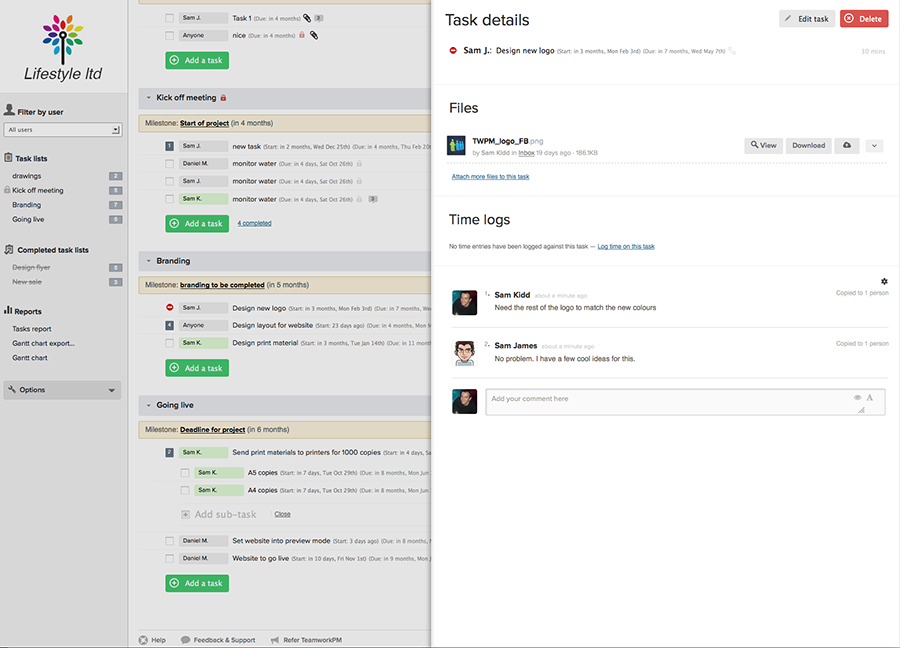 Lifestyle ltd
Filter by user
All users
Task lists
drawings 2
Kick off meeting 5
Branding 7
Going live 5
Completed task lists
Design flyer 5
New sale 3
Reports
Tasks report
Gantt chart export...
Gantt chart
Options
Sam J. Task 1 (Due: in 4 months) 2
Anyone nice (Due: in 4 months)
Add a task
Kick off meeting
Milestone: Start of project (in 4 months)
1 Sam J. new task (Start: in 2 months, Wed Dec 25th) (Due: in 4 months, Thu Feb 20t
Daniel M. monitor water (Due: in 4 days, Sat Oct 26th)
Sam J. monitor water (Due: in 4 days, Sat Oct 26th)
Sam K. monitor water (Due: in 4 days, Sat Oct 26th) 3
Add a task 4 completed
Branding
Milestone: branding to be completed (in 5 months)
Sam J. Design new logo (Start: in 3 months, Mon Feb 3rd) (Due: in 7 months, Wed
4 Anyone Design layout for website (Start: 23 days ago) (Due: in 4 months, Mon
Sam K. Design print material (Start: in 3 months, Tue Jan 14th) (Due: in 11 month
Add a task
Going live
Milestone: Deadline for project (in 6 months)
2 Sam K. Send print materials to printers for 1000 copies (Start: in 4 days, Sa
Sam K. A5 copies (Start: in 7 days, Tue Oct 29th) (Due: in 8 months, Mon Jun
Sam K. A4 copies (Start: in 7 days, Tue Oct 29th) (Due: in 8 months, Mon Jun
Add sub-task Close
Daniel M. Set website into preview mode (Start: 3 days ago) (Due: in 8 months,
Daniel M. Website to go live (Start: in 10 days, Fri Nov 1st) (Due: in 9 months, Mon J
Add a task
Help Feedback & Support Refer TeamworkPM
Task details
Edit task Delete
Sam J.: Design new logo (Start: in 3 months, Mon Feb 3rd) (Due: in 7 months, Wed May 7th) 30 mins
Files
TWPM_logo_FB.png
by Sam Kidd in Inbox 19 days ago - 186.1KB
View Download
Attach more files to this task
Time logs
No time entries have been logged against this task — Log time on this task
1. Sam Kidd about a minute ago Copied to 1 person
Need the rest of the logo to match the new colours
2. Sam James about a minute ago Copied to 1 person
No problem. I have a few cool ideas for this.
Add your comment here A